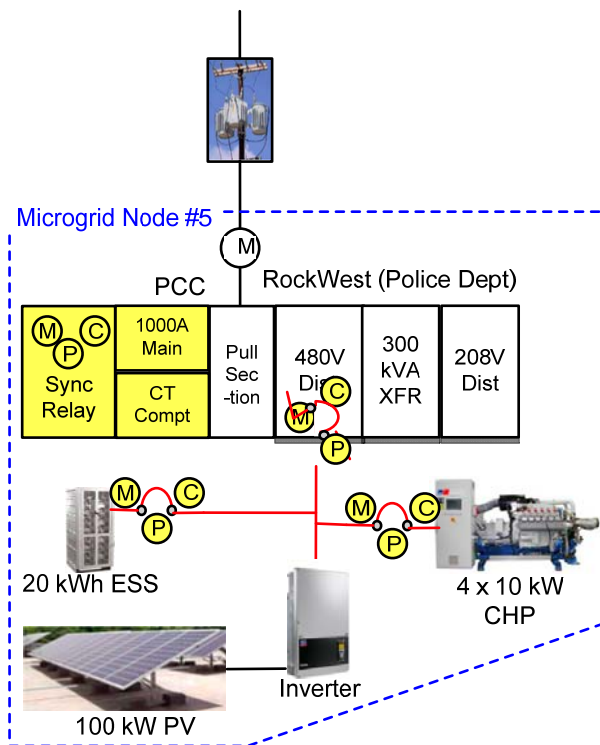 Microgrid Node #5
M
PCC
RockWest (Police Dept)
M
C
P
Sync
Relay
1000A
Main
CT
Compt
Pull
Sec
-tion
480V
Dis
C
M
P
300
kVA
XFR
208V
Dist
M
C
P
M
C
P
20 kWh ESS
4 x 10 kW
CHP
Inverter
100 kW PV